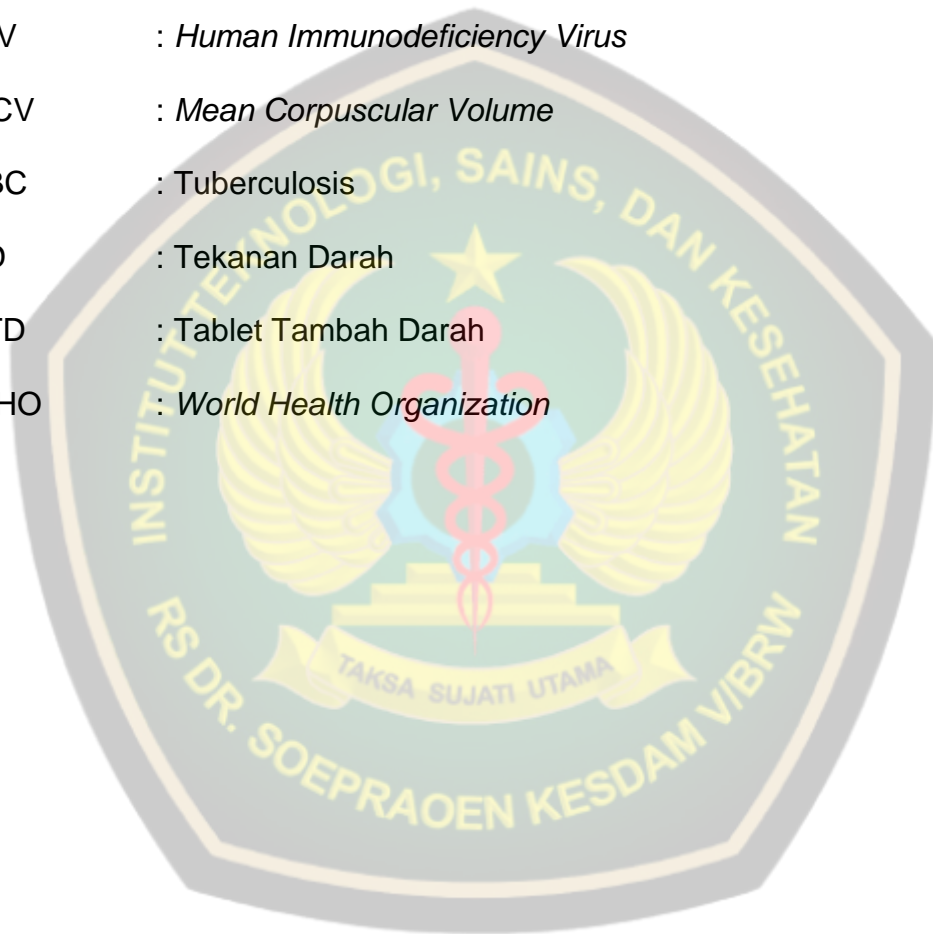 V : Human Immunodeficiency Virus
CV : Mean Corpuscular Volume
BC : Tuberculosis
D : Tekanan Darah
TD : Tablet Tambah Darah
HO : World Health Organization
INSTITUT TEKNOLOGI, SAINS, DAN KESEHATAN
TAKSA SUJATI UTAMA
RS DR. SOEPRAOEN KESDAM V/BRW